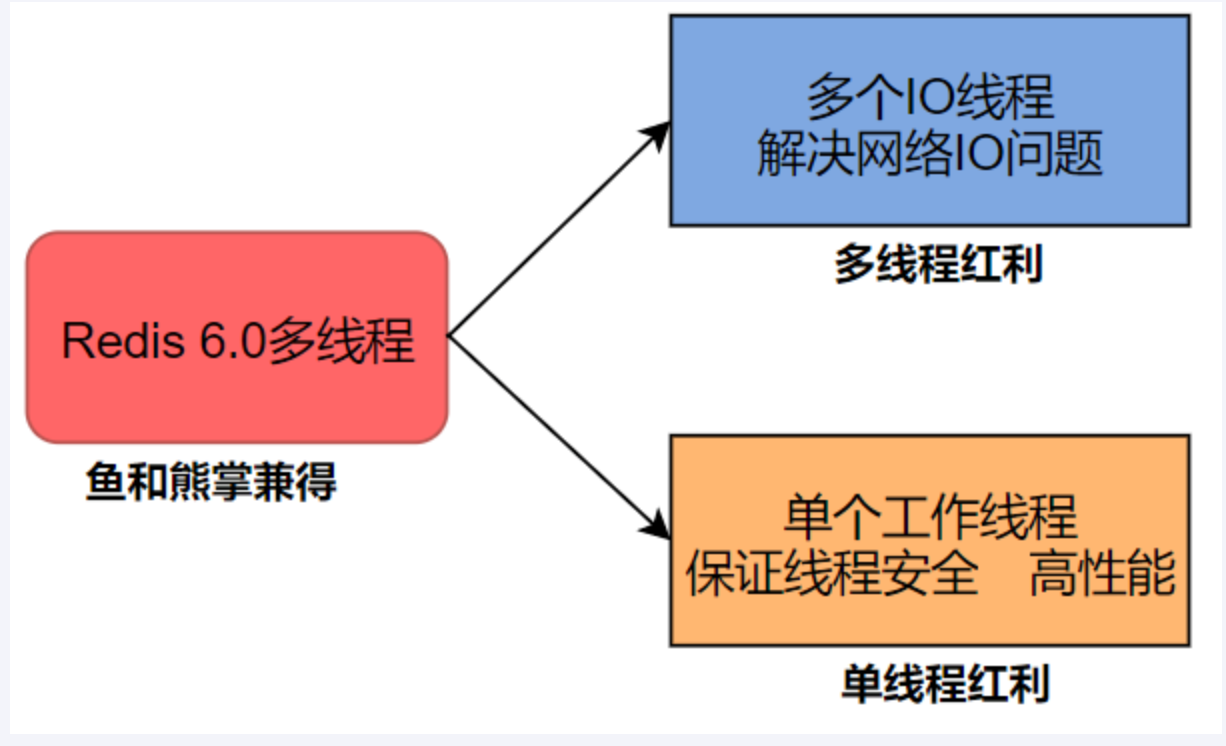 多个IO线程
解决网络IO问题
多线程红利
Redis 6.0多线程
鱼和熊掌兼得
单个工作线程
保证线程安全 高性能
单线程红利